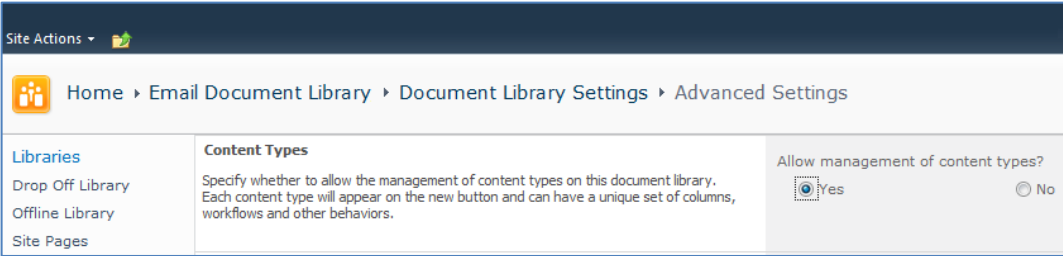 Site Actions
Home Email Document Library Document Library Settings Advanced Settings
Libraries
Drop Off Library
Offline Library
Site Pages
Content Types
Specify whether to allow the management of content types on this document library.
Each content type will appear on the new button and can have a unique set of columns,
workflows and other behaviors.
Allow management of content types?
Yes No